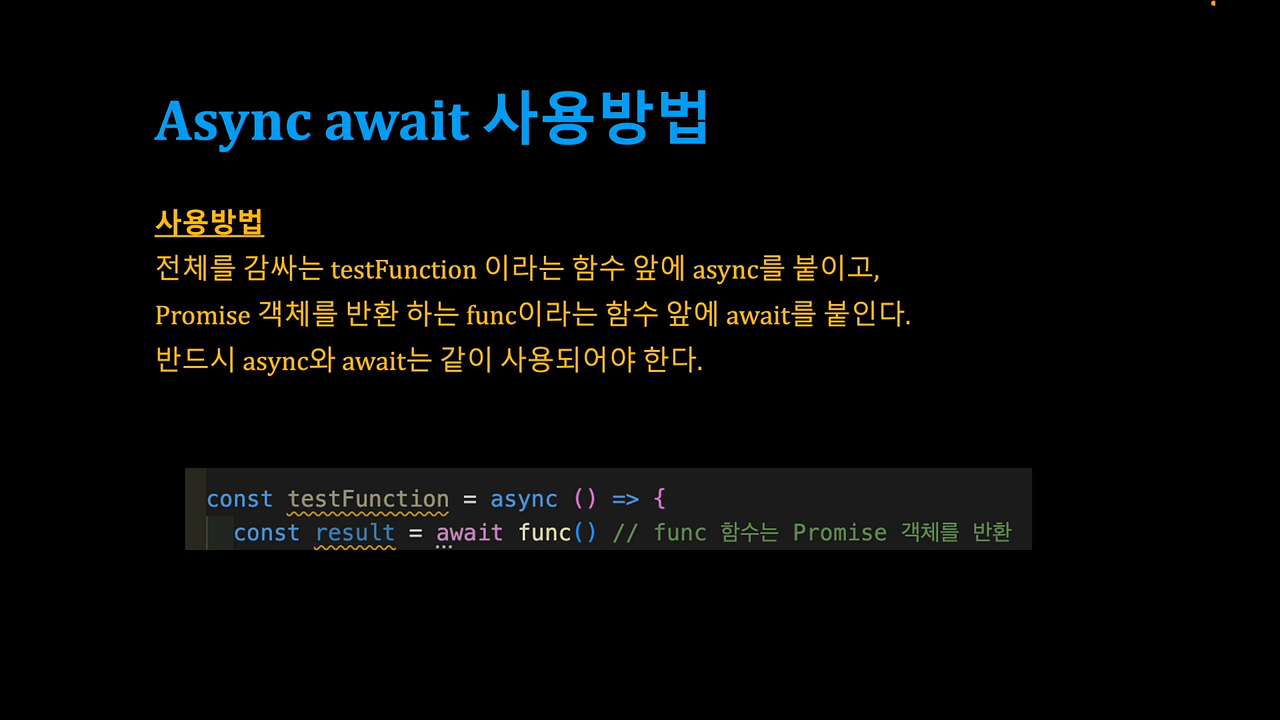 Async await 사용방법
사용방법
전체를 감싸는 testFunction 이라는 함수 앞에 async를 붙이고,
Promise 객체를 반환 하는 func이라는 함수 앞에 await를 붙인다.
반드시 async와 await는 같이 사용되어야 한다.
const testFunction = async () => {
const result = await func() // func 함수는 Promise 객체를 반환